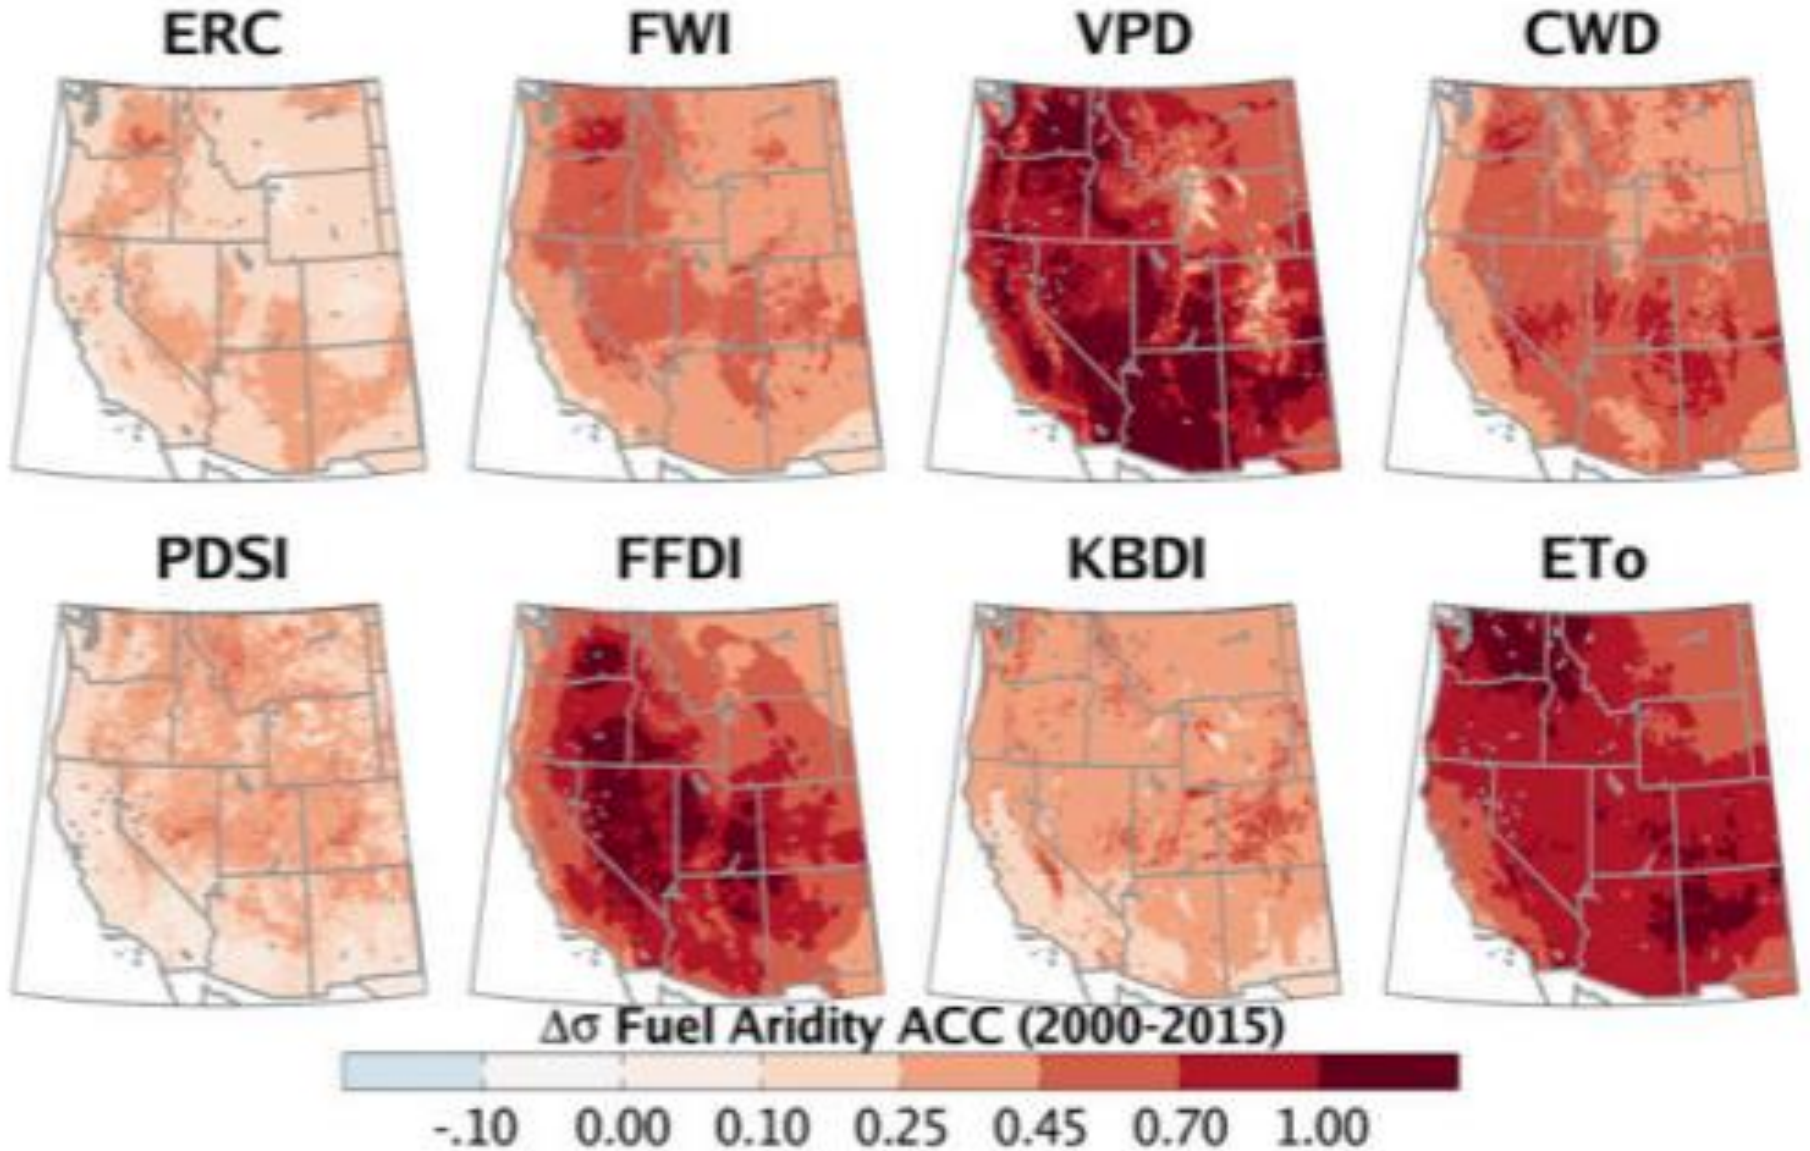 ERC FWI VPD CWD
PDSI FFDI KBDI ETo
Δσ Fuel Aridity ACC (2000-2015)
-.10 0.00 0.10 0.25 0.45 0.70 1.00